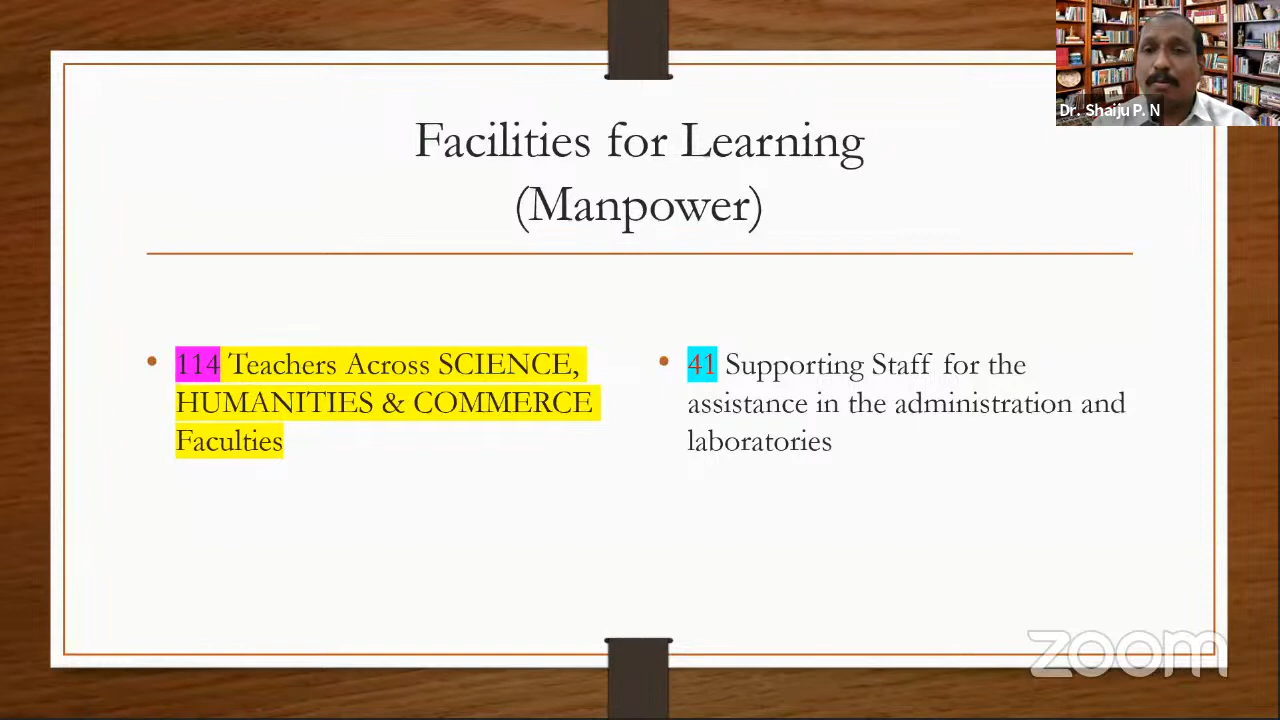 Dr. Shaiju P. N
Facilities for Learning
(Manpower)
• 114 Teachers Across SCIENCE,
HUMANITIES & COMMERCE
Faculties
• 41 Supporting Staff for the
assistance in the administration and
laboratories
zoom